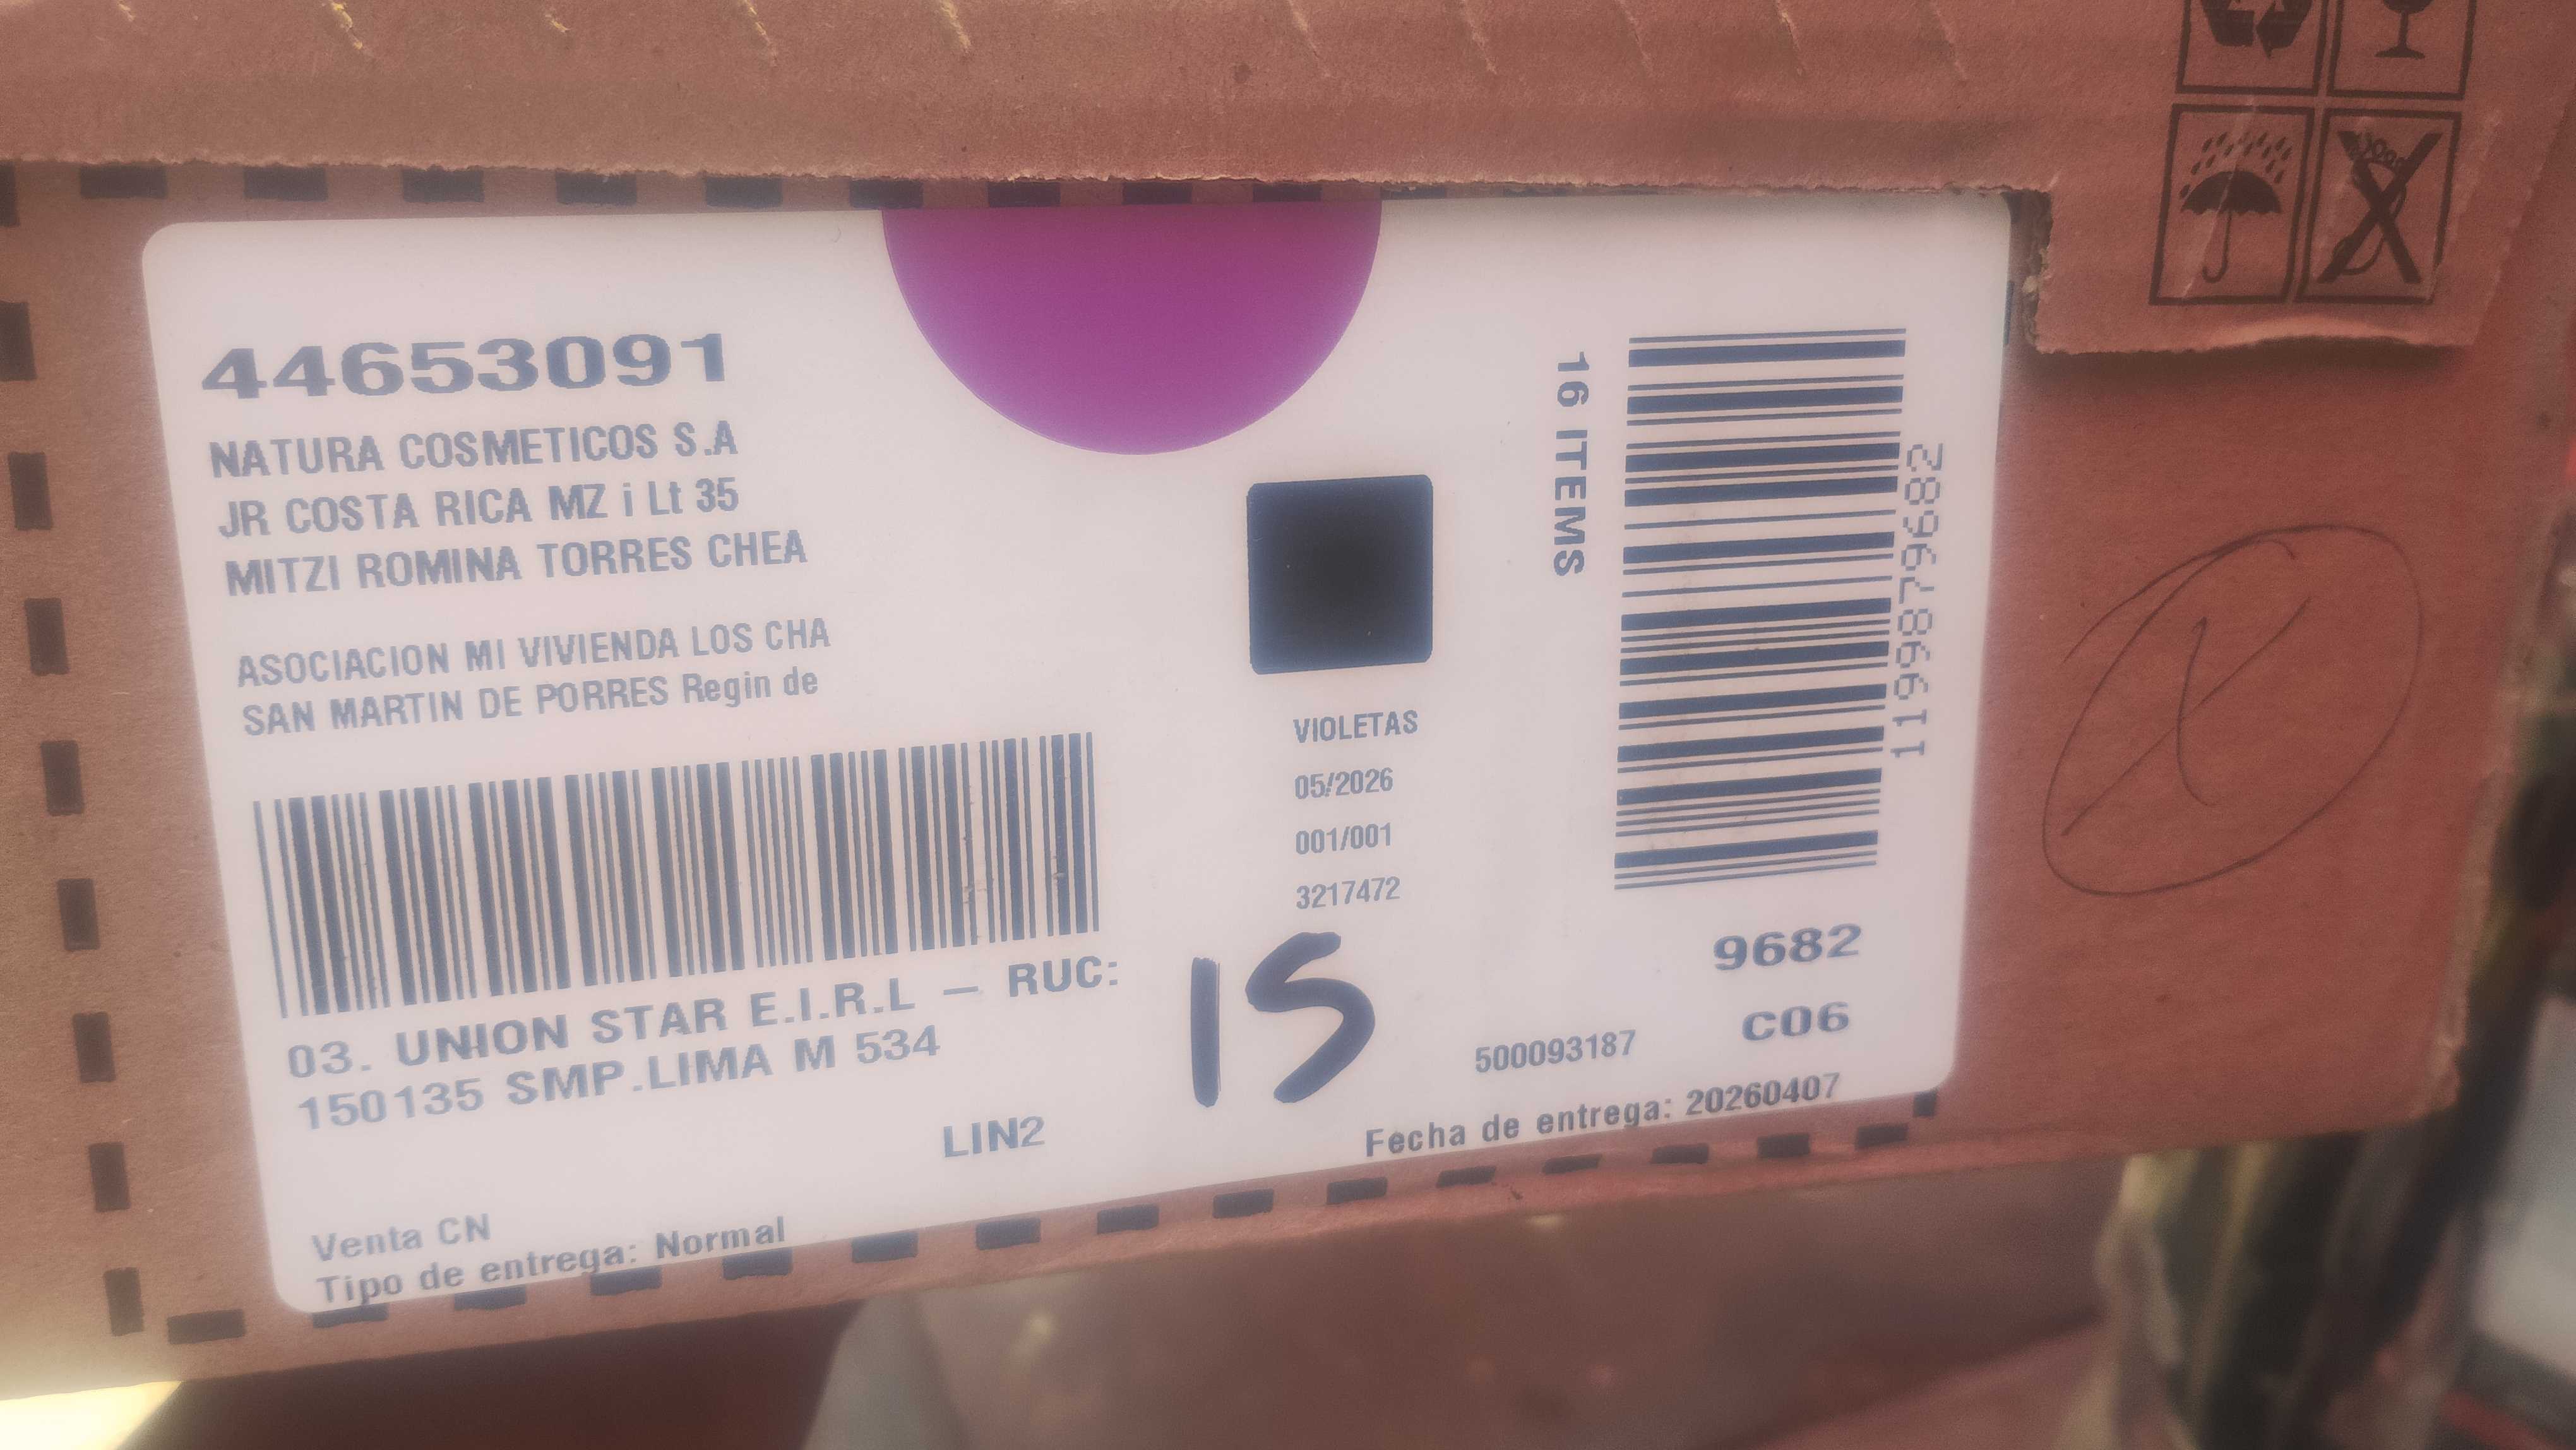 44653091
NATURA COSMETICOS S.A
JR COSTA RICA MZ i Lt 35
MITZI ROMINA TORRES CHEA
ASOCIACION MI VIVIENDA LOS CHA
SAN MARTIN DE PORRES Regin de
03. UNION STAR E.I.R.L – RUC:
150135 SMP.LIMA M 534
LIN2
Venta CN
Tipo de entrega: Normal
VIOLETAS
05/2026
001/001
3217472
15
16 ITEMS
11998779682
9682
C06
500093187
Fecha de entrega: 20260407
X